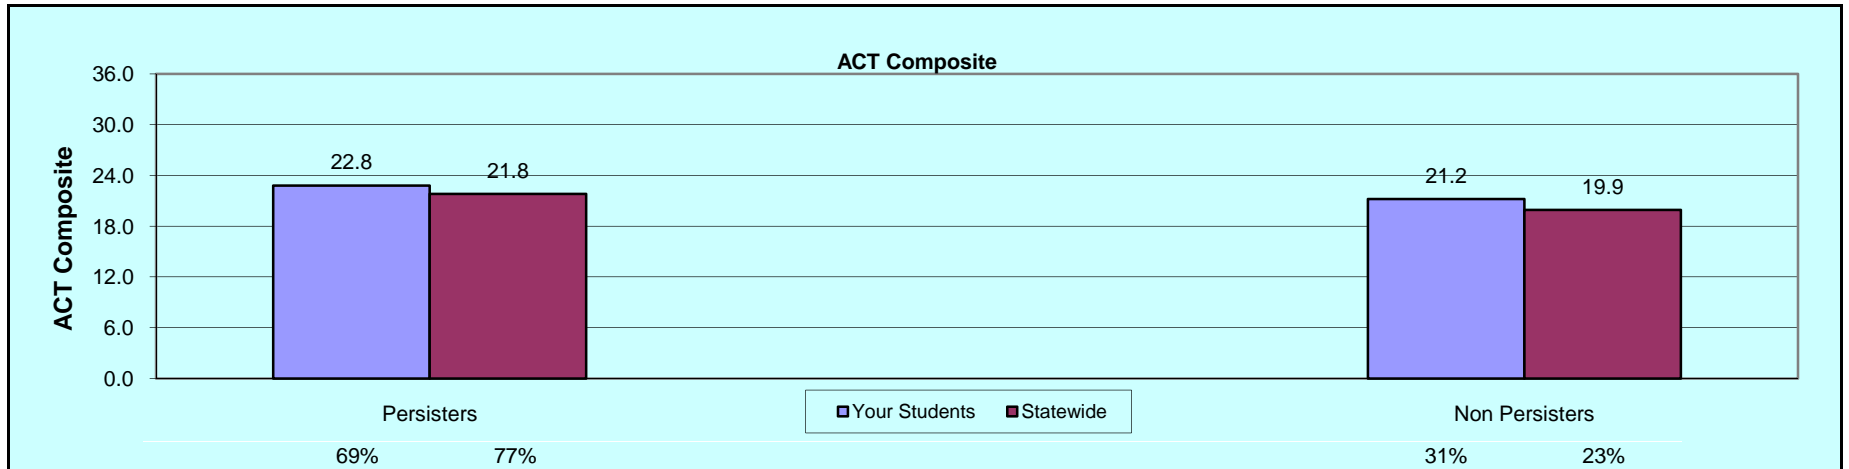 ACT Composite
36.0
30.0
24.0
18.0
12.0
6.0
0.0
ACT Composite
22.8
21.8
21.2
19.9
Persisters
Your Students Statewide
Non Persisters
69% 77% 31% 23%